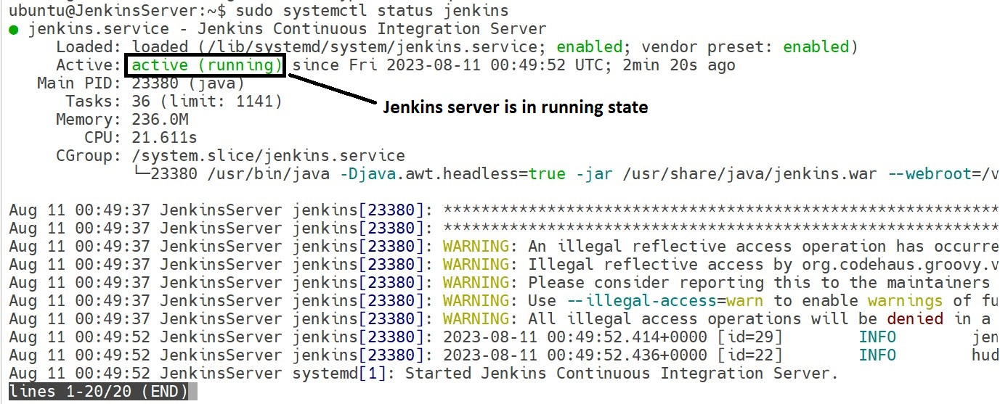 ubuntu@JenkinsServer:~$ sudo systemctl status jenkins
● jenkins.service - Jenkins Continuous Integration Server
Loaded: loaded (/lib/systemd/system/jenkins.service; enabled; vendor preset: enabled)
Active: active (running) since Fri 2023-08-11 00:49:52 UTC; 2min 20s ago
Main PID: 23380 (java)
Jenkins server is in running state
Tasks: 36 (limit: 1141)
Memory: 236.0M
CPU: 21.611s
CGroup: /system.slice/jenkins.service
└─23380 /usr/bin/java -Djava.awt.headless=true -jar /usr/share/java/jenkins.war --webroot=/v
Aug 11 00:49:37 JenkinsServer jenkins[23380]: ***********************************************************
Aug 11 00:49:37 JenkinsServer jenkins[23380]: ***********************************************************
Aug 11 00:49:37 JenkinsServer jenkins[23380]: WARNING: An illegal reflective access operation has occurre
Aug 11 00:49:37 JenkinsServer jenkins[23380]: WARNING: Illegal reflective access by org.codehaus.groovy.v
Aug 11 00:49:37 JenkinsServer jenkins[23380]: WARNING: Please consider reporting this to the maintainers
Aug 11 00:49:37 JenkinsServer jenkins[23380]: WARNING: Use --illegal-access=warn to enable warnings of fu
Aug 11 00:49:37 JenkinsServer jenkins[23380]: WARNING: All illegal access operations will be denied in a
Aug 11 00:49:52 JenkinsServer jenkins[23380]: 2023-08-11 00:49:52.414+0000 [id=29] INFO jen
Aug 11 00:49:52 JenkinsServer jenkins[23380]: 2023-08-11 00:49:52.436+0000 [id=22] INFO hud
Aug 11 00:49:52 JenkinsServer systemd[1]: Started Jenkins Continuous Integration Server.
lines 1-20/20 (END)